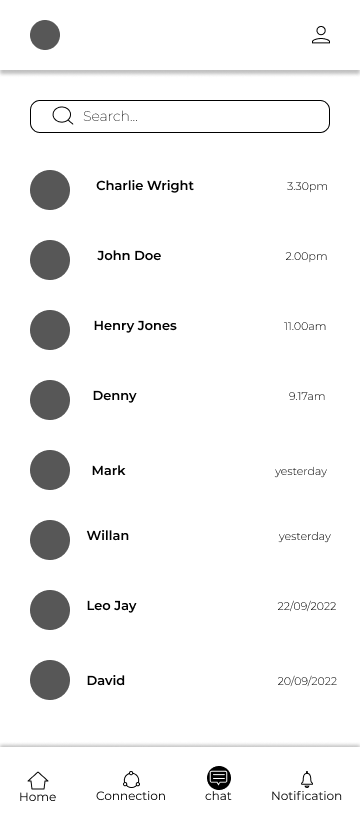 Search...
Charlie Wright 3.30pm
John Doe 2.00pm
Henry Jones 11.00am
Denny 9.17am
Mark yesterday
Willan yesterday
Leo Jay 22/09/2022
David 20/09/2022
Home Connection chat Notification